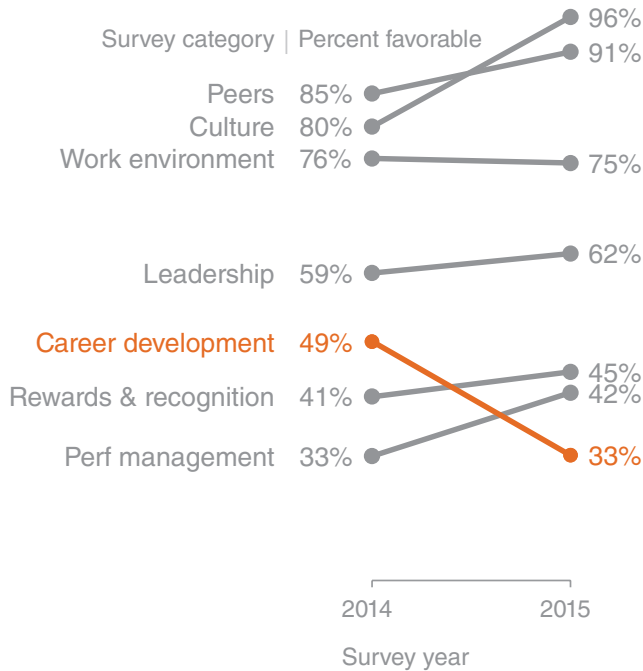 96%
Survey category | Percent favorable
91%
Peers 85%
Culture 80%
Work environment 76% 75%
62%
Leadership 59%
Career development 49%
45%
Rewards & recognition 41% 42%
Perf management 33% 33%
2014 2015
Survey year